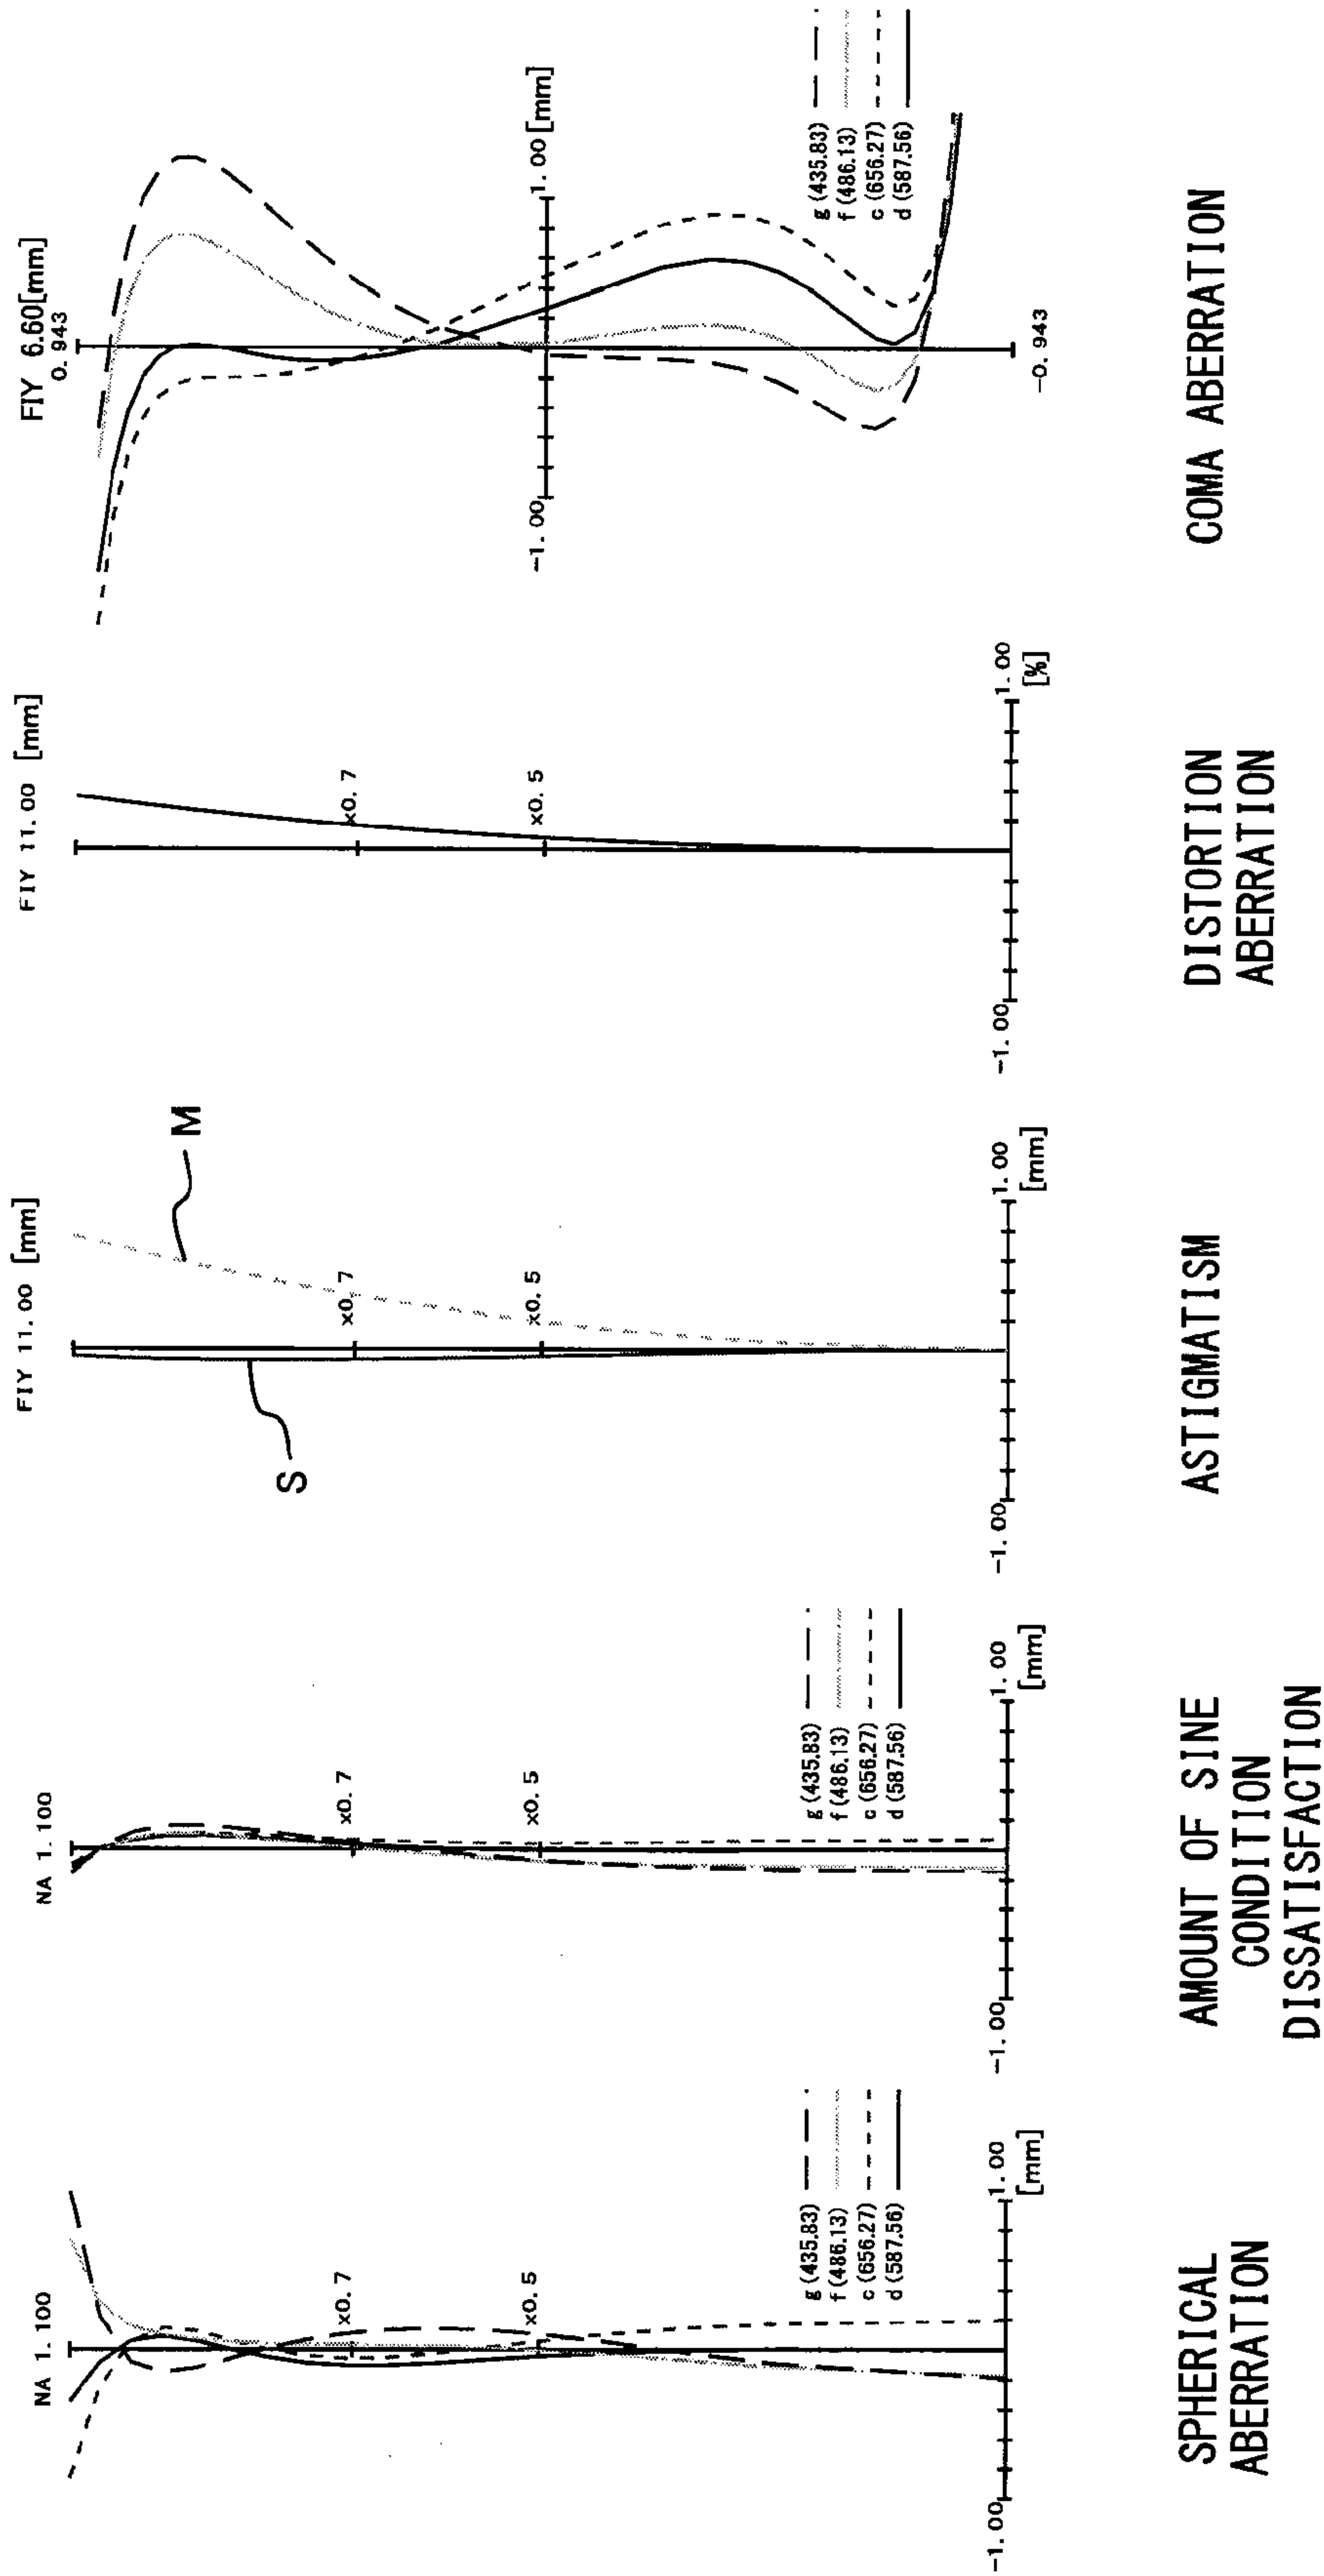 NA 1.100
x0.7
x0.5
g (435.83)
f (486.13)
c (656.27)
d (587.56)
-1.00
1.00
[mm]
SPHERICAL
ABERRATION
NA 1.100
x0.7
x0.5
g (435.83)
f (486.13)
c (656.27)
d (587.56)
-1.00
1.00
[mm]
AMOUNT OF SINE
CONDITION
DISSATISFACTION
FIY 11.00 [mm]
S
M
x0.7
x0.5
-1.00
1.00
[mm]
ASTIGMATISM
FIY 11.00 [mm]
x0.7
x0.5
-1.00
1.00
[%]
DISTORTION
ABERRATION
FIY 6.60[mm]
0.943
-1.00
1.00[mm]
g (435.83)
f (486.13)
c (656.27)
d (587.56)
-0.943
COMA ABERRATION